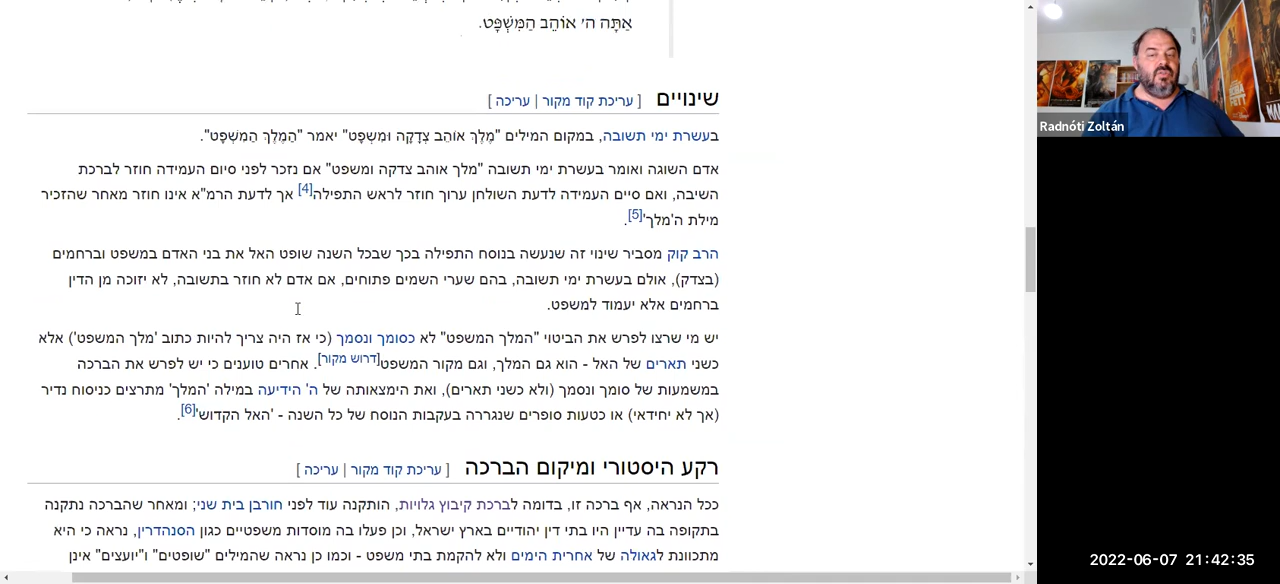 אַתָּה ה' אוֹהֵב הַמִּשְׁפָּט.
שינויים [ עריכת קוד מקור | עריכה ]
בעשרת ימי תשובה, במקום המילים "מֶלֶךְ אוֹהֵב צְדָקָה וּמִשְׁפָּט" יאמר "הַמֶּלֶךְ הַמִּשְׁפָּט".
אדם השוגה ואומר בעשרת ימי תשובה "מלך אוהב צדקה ומשפט" אם נזכר לפני סיום העמידה חוזר לברכת
השיבה, ואם סיים העמידה לדעת השולחן ערוך חוזר לראש התפילה[4] אך לדעת הרמ"א אינו חוזר מאחר שהזכיר
מילת ה'מלך'[5].
הרב קוק מסביר שינוי זה שנעשה בנוסח התפילה בכך שבכל השנה שופט האל את בני האדם במשפט וברחמים
(בצדק), אולם בעשרת ימי תשובה, בהם שערי השמים פתוחים, אם אדם לא חוזר בתשובה, לא יזוכה מן הדין
ברחמים אלא יעמוד למשפט.
יש מי שרצו לפרש את הביטוי "המלך המשפט" לא כסומך ונסמך (כי אז היה צריך להיות כתוב 'מלך המשפט') אלא
כשני תארים של האל - הוא גם המלך, וגם מקור המשפט[דרוש מקור]. אחרים טוענים כי יש לפרש את הברכה
במשמעות של סומך ונסמך (ולא כשני תארים), ואת הימצאותה של ה' הידיעה במילה 'המלך' מתרצים כניסוח נדיר
(אך לא יחידאי) או כטעות סופרים שנגררה בעקבות הנוסח של כל השנה - 'האל הקדוש'[6].
רקע היסטורי ומיקום הברכה [ עריכת קוד מקור | עריכה ]
ככל הנראה, אף ברכה זו, בדומה לברכת קיבוץ גלויות, הותקנה עוד לפני חורבן בית שני; ומאחר שהברכה נתקנה
בתקופה בה עדיין היו בתי דין יהודיים בארץ ישראל, וכן פעלו בה מוסדות משפטיים כגון הסנהדרין, נראה כי היא
מתכוונת לגאולה של אחרית הימים ולא להקמת בתי משפט - וכמו כן נראה שהמילים "שופטים" ו"יועצים" אינן
Radnóti Zoltán
2022-06-07 21:42:35